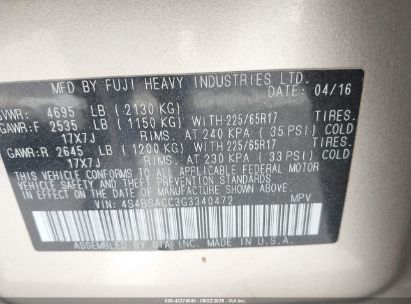 MFD. BY FUJI HEAVY INDUSTRIES LTD.
DATE: 04/16
GVWR: 4695 LB (2130 KG)
GAWR:F 2535 LB (1150 KG) WITH 225/65R17 TIRES.
17X7J RIMS. AT 240 KPA (35 PSI) COLD
GAWR:R 2645 LB (1200 KG) WITH 225/65R17 TIRES.
17X7J RIMS. AT 230 KPA (33 PSI) COLD
THIS VEHICLE CONFORMS TO ALL APPLICABLE FEDERAL MOTOR
VEHICLE SAFETY, BUMPER, AND THEFT PREVENTION STANDARDS IN EFFECT
ON THE DATE OF MANUFACTURE SHOWN ABOVE.
VIN: 4S4BSACC3G3340472 MPV
ASSEMBLED BY SIA INC. IN U.S.A.